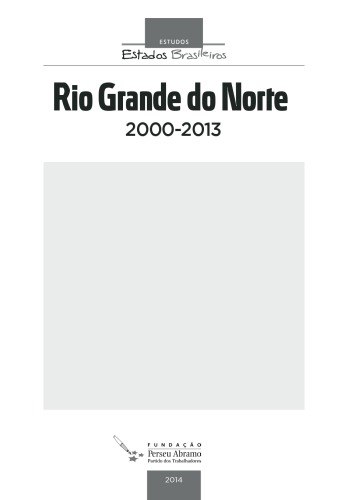 ESTUDOS
Estados Brasileiros
Rio Grande do Norte
2000-2013
FUNDAÇÃO
Perseu Abramo
Partido dos Trabalhadores
2014